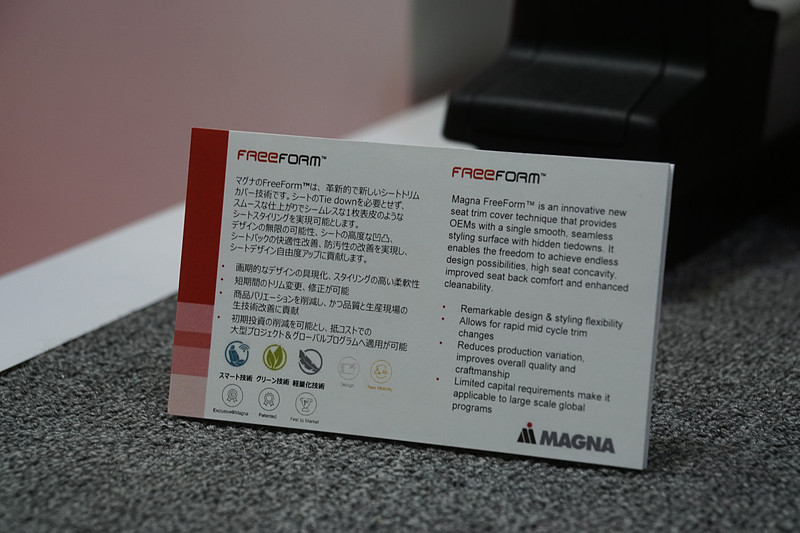 FREEFORM™
マグナのFreeForm™は、革新的で新しいシートトリム
カバー技術です。シートのTie downを必要とせず、
スムースな仕上がりでシームレスな1枚表皮のような
シートスタイリングを実現可能とします。
デザインの無限の可能性、シートの高度な凹凸、
シートバックの快適性改善、防汚性の改善を実現し、
シートデザイン自由度アップに貢献します。
• 画期的なデザインの具現化、スタイリングの高い柔軟性
• 短期間のトリム変更、修正が可能
• 商品バリエーションを削減し、かつ品質と生産現場の
生技術改善に貢献
• 初期投資の削減を可能とし、抵コストでの
大型プロジェクト＆グローバルプログラムへ適用が可能
スマート技術 グリーン技術 軽量化技術 Design New Mobility
Exclusive@Magna Patented First to Market
FREEFORM™
Magna FreeForm™ is an innovative new
seat trim cover technique that provides
OEMs with a single smooth, seamless
styling surface with hidden tiedowns. It
enables the freedom to achieve endless
design possibilities, high seat concavity,
improved seat back comfort and enhanced
cleanability.
• Remarkable design & styling flexibility
• Allows for rapid mid cycle trim
changes
• Reduces production variation,
improves overall quality and
craftmanship
• Limited capital requirements make it
applicable to large scale global
programs
MAGNA